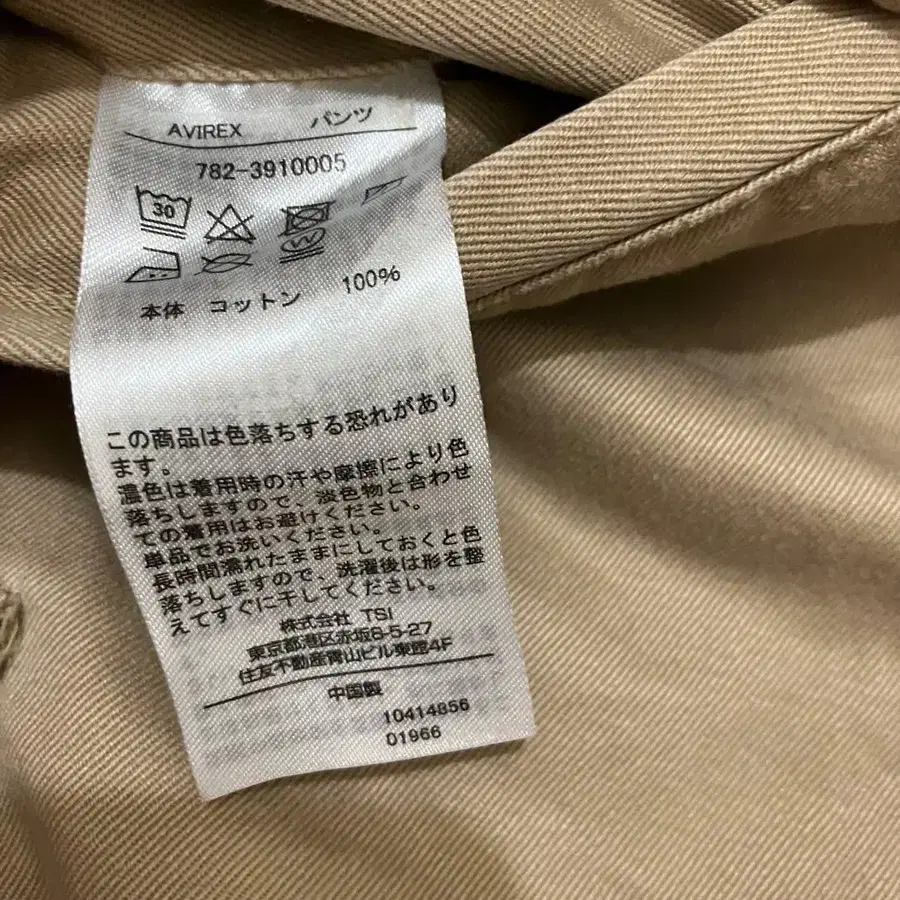 AVIREX パンツ
782-3910005
30
W
本体 コットン 100%
この商品は色落ちする恐れがあり
ます。
濃色は着用時の汗や摩擦により色
落ちしますので、淡色物と合わせ
ての着用はお避けください。
単品でお洗いください。
長時間濡れたままにしておくと色
落ちしますので、洗濯後は形を整
えてすぐに干してください。
株式会社 TSI
東京都港区赤坂8-5-27
住友不動産青山ビル東館4F
中国製
10414856
01966